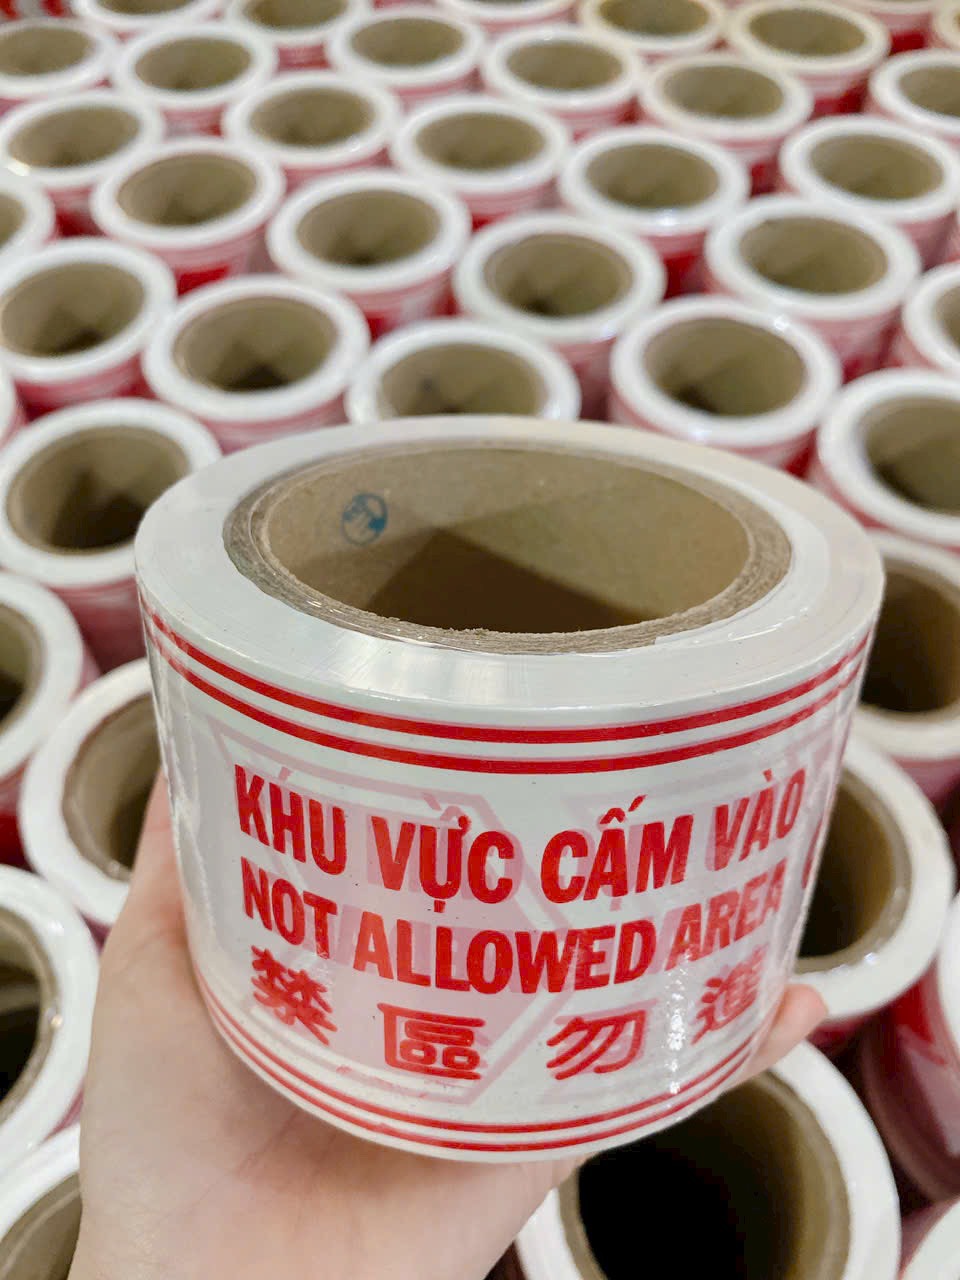 KHU VỰC CẤM VÀO
NOT ALLOWED AREA
禁區勿進